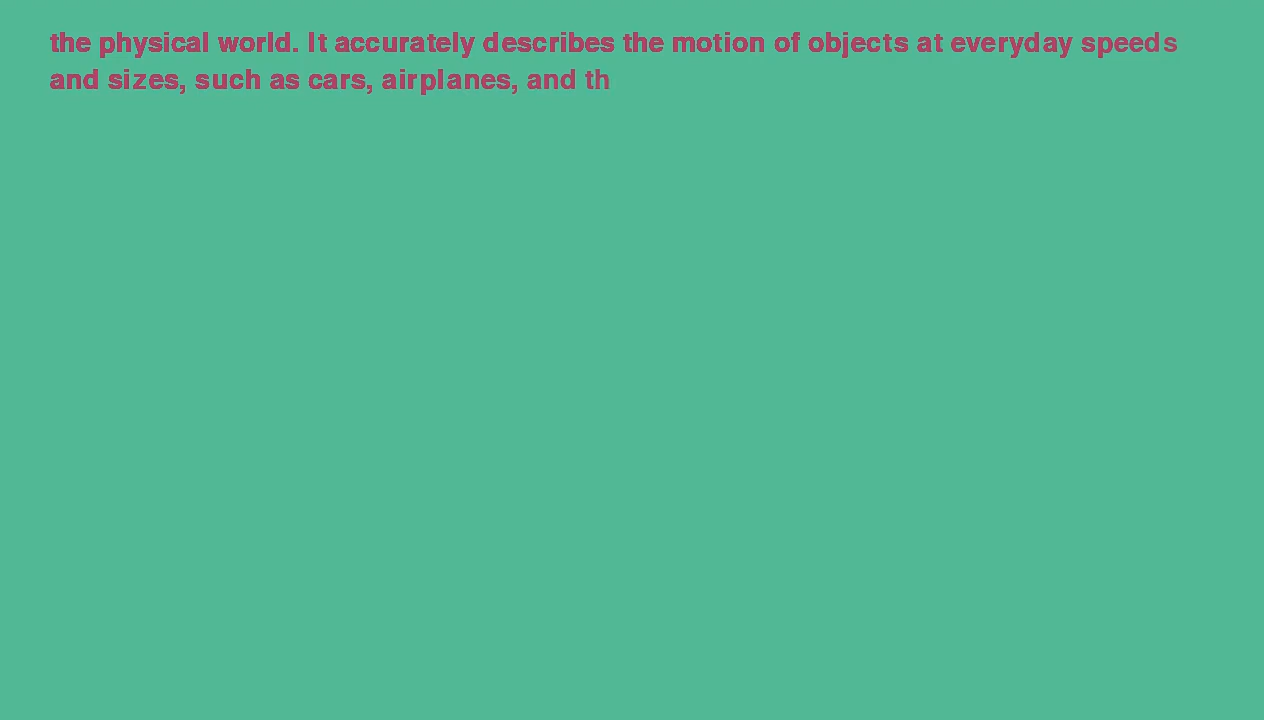 the physical world. It accurately describes the motion of objects at everyday speeds
and sizes, such as cars, airplanes, and th